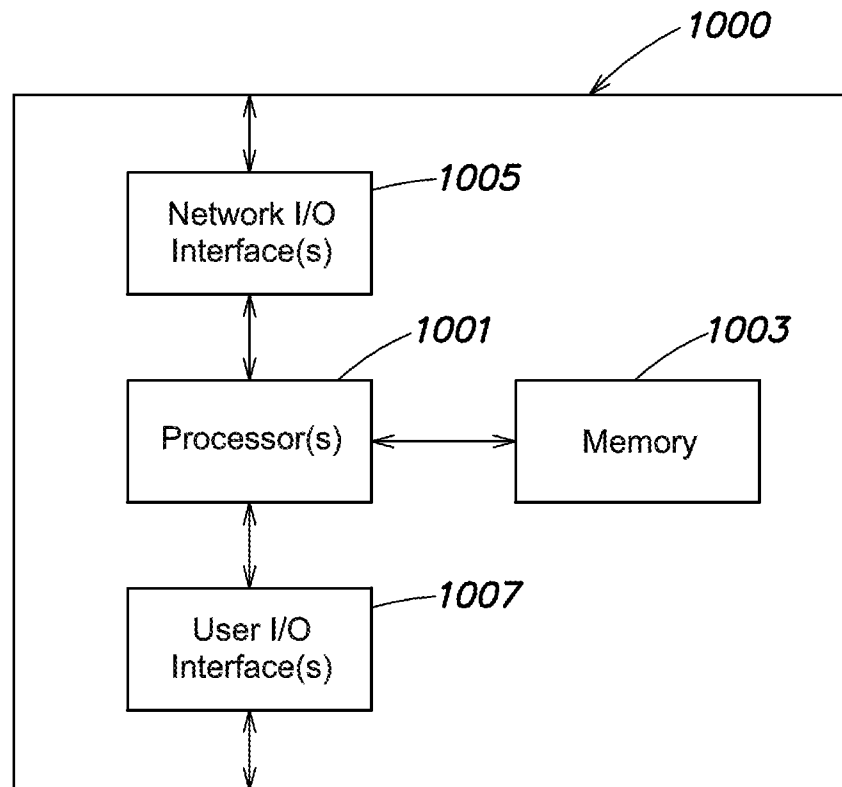 1000
1005
Network I/O
Interface(s)
1001
1003
Processor(s)
Memory
1007
User I/O
Interface(s)